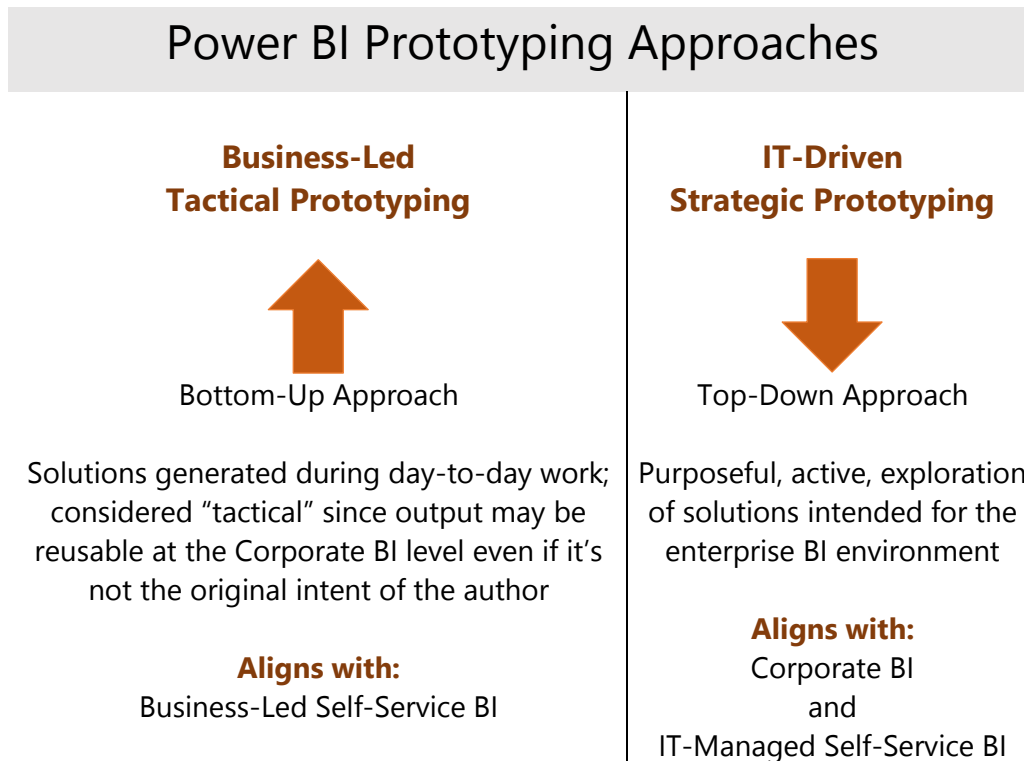 Power BI Prototyping Approaches
Business-Led
Tactical Prototyping
Bottom-Up Approach
Solutions generated during day-to-day work;
considered “tactical” since output may be
reusable at the Corporate BI level even if it’s
not the original intent of the author
Aligns with:
Business-Led Self-Service BI
IT-Driven
Strategic Prototyping
Top-Down Approach
Purposeful, active, exploration
of solutions intended for the
enterprise BI environment
Aligns with:
Corporate BI
and
IT-Managed Self-Service BI